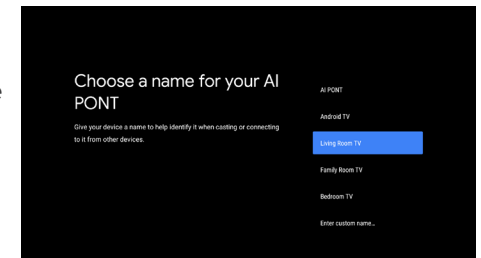 Choose a name for your AI
PONT
Give your device a name to help identify it when casting or connecting
to it from other devices.
AI PONT
Android TV
Living Room TV
Family Room TV
Bedroom TV
Enter custom name...